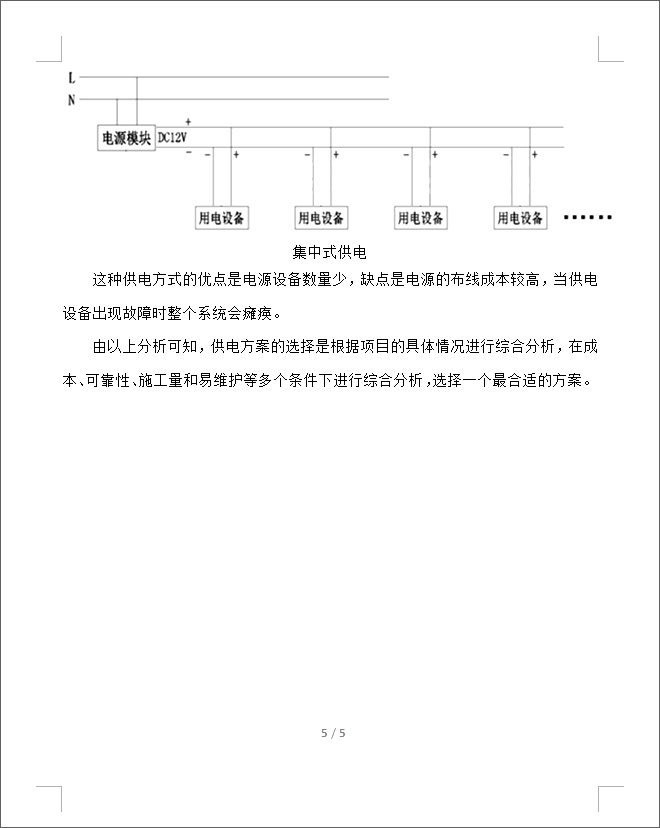 L
N
电源模块 DC12V + -
- + - + - + - +
用电设备 用电设备 用电设备 用电设备 ······
集中式供电
这种供电方式的优点是电源设备数量少，缺点是电源的布线成本较高，当供电
设备出现故障时整个系统会瘫痪。
由以上分析可知，供电方案的选择是根据项目的具体情况进行综合分析，在成
本、可靠性、施工量和易维护等多个条件下进行综合分析，选择一个最合适的方案。
5 / 5